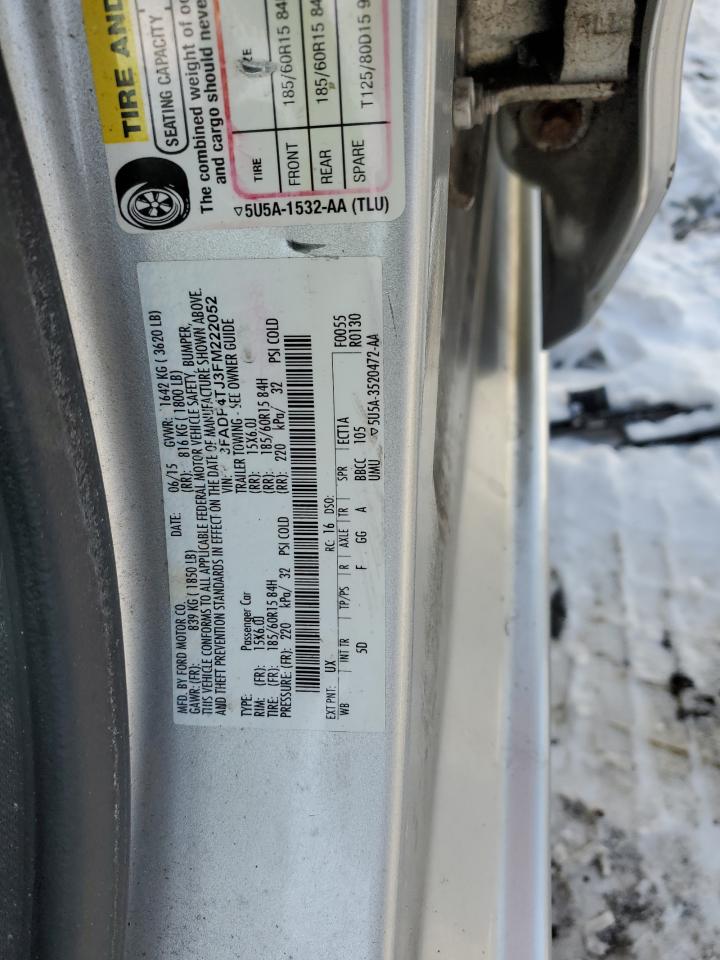 TIRE AND
SEATING CAPACITY
The combined weight of oc
and cargo should never
TIRE
FRONT 185/60R15 84
REAR 185/60R15 84
SPARE T125/80D15 9
5U5A-1532-AA (TLU)
MFD. BY FORD MOTOR CO. DATE: 06/15 GVWR: 1642 KG ( 3620 LB)
GAWR: (FR): 839 KG ( 1850 LB) (RR): 816 KG ( 1800 LB)
THIS VEHICLE CONFORMS TO ALL APPLICABLE FEDERAL MOTOR VEHICLE SAFETY, BUMPER,
AND THEFT PREVENTION STANDARDS IN EFFECT ON THE DATE OF MANUFACTURE SHOWN ABOVE.
VIN: 3FADP4TJ3FM222052
TYPE: Passenger Car TRAILER TOWING - SEE OWNER GUIDE
RIM: (FR): 15X6.0J (RR): 15X6.0J
TIRE: (FR): 185/60R15 84H (RR): 185/60R15 84H
PRESSURE: (FR): 220 kPa/ 32 PSI COLD (RR): 220 kPa/ 32 PSI COLD
EXT PNT: UX RC: 16 DSO: F0055
WB INT TR TP/PS R AXLE TR SPR ECT1A R0130
5D F GG A BBCC 105
UMU 5U5A-3520472-AA
ALL